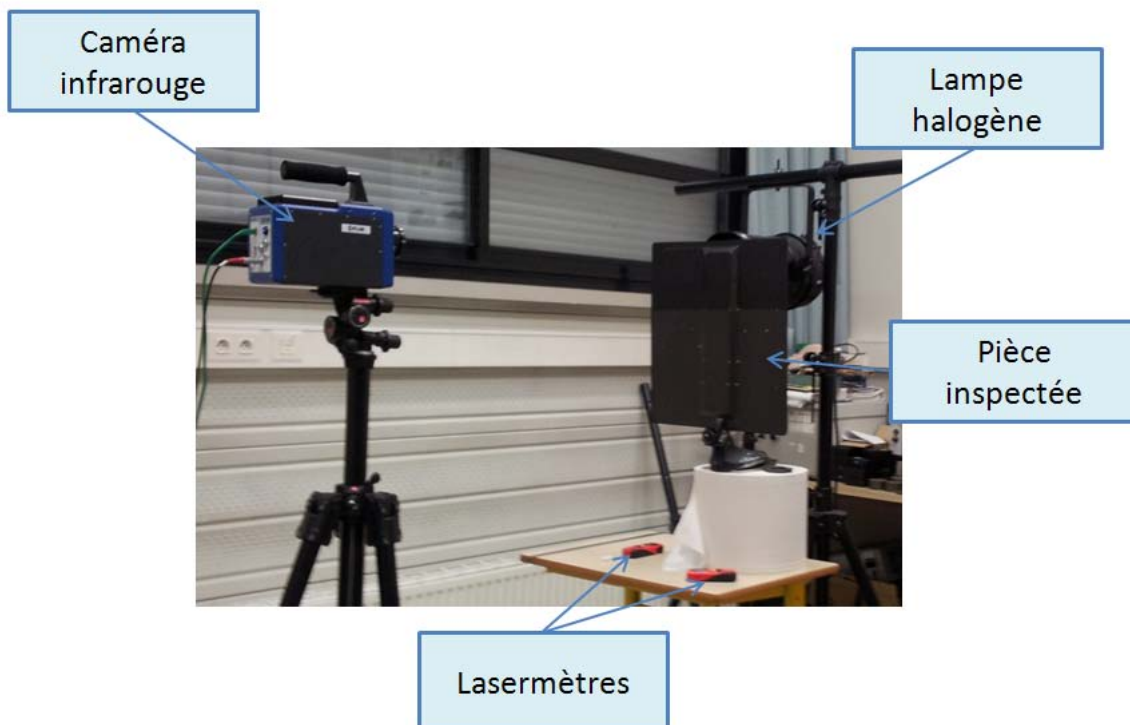 Caméra
infrarouge
Lampe
halogène
Pièce
inspectée
Lasermètres